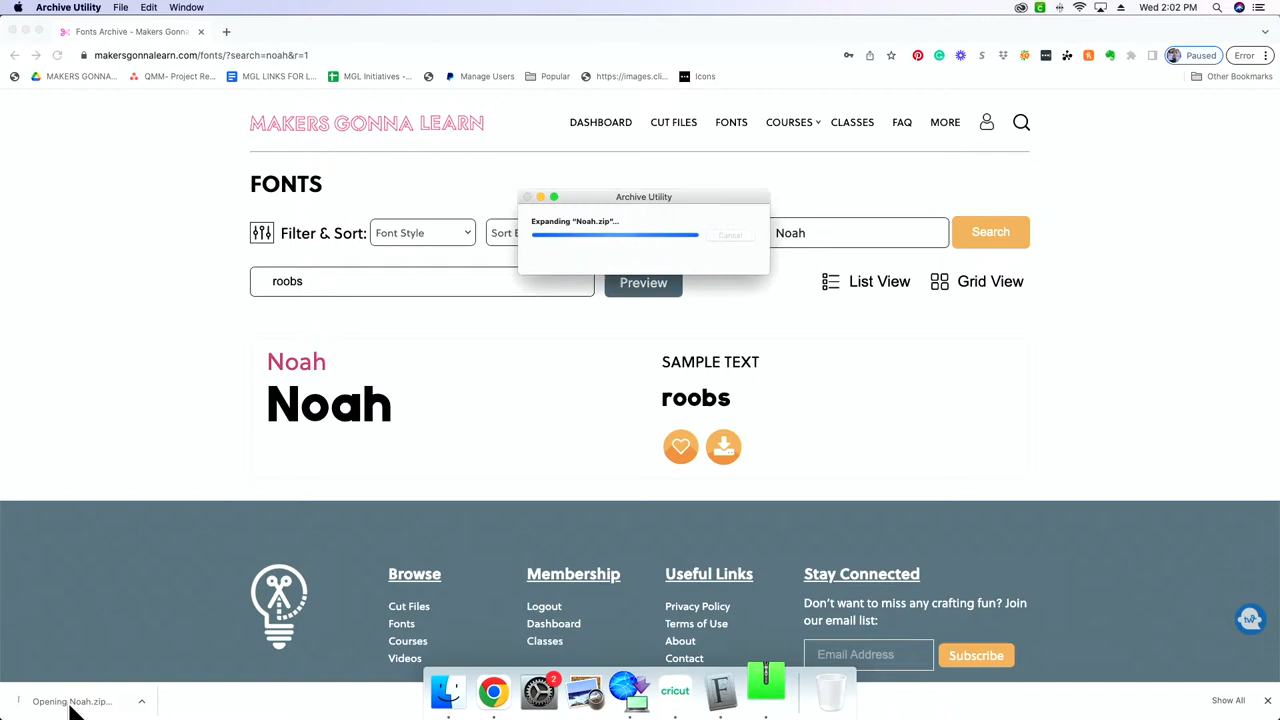 Archive Utility File Edit Window Wed 2:02 PM
Fonts Archive - Makers Gonna
makersgonnalearn.com/fonts/?search=noah&r=1 Paused Error
MAKERS GONNA... QMM- Project Re... MGL LINKS FOR L... MGL Initiatives -... Manage Users Popular https://images.cli... Icons Other Bookmarks
MAKERS GONNA LEARN DASHBOARD CUT FILES FONTS COURSES CLASSES FAQ MORE
FONTS
Archive Utility
Expanding "Noah.zip"...
Cancel
Filter & Sort: Font Style Sort Noah Search
roobs Preview List View Grid View
Noah SAMPLE TEXT
Noah roobs
Browse Membership Useful Links Stay Connected
Cut Files Logout Privacy Policy Don't want to miss any crafting fun? Join
Fonts Dashboard Terms of Use our email list:
Courses Classes About
Videos Contact Email Address Subscribe
2
cricut
F
Opening Noah.zip... Show All